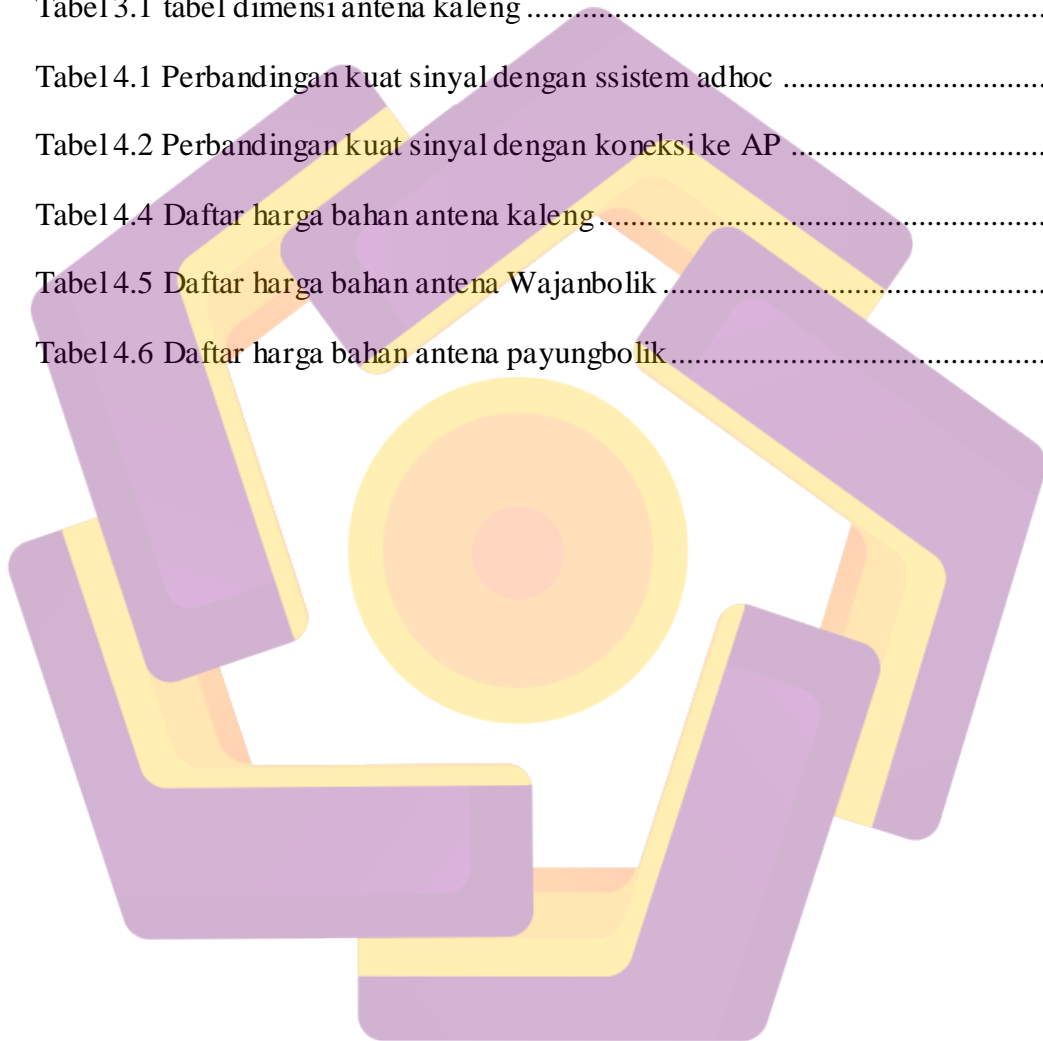 Tabel 3.1 tabel dimensi antena kaleng ................................................................
Tabel 4.1 Perbandingan kuat sinyal dengan ssistem adhoc ................................
Tabel 4.2 Perbandingan kuat sinyal dengan koneksi ke AP ................................
Tabel 4.4 Daftar harga bahan antena kaleng ........................................................
Tabel 4.5 Daftar harga bahan antena Wajanbolik ................................................
Tabel 4.6 Daftar harga bahan antena payungbolik ................................................